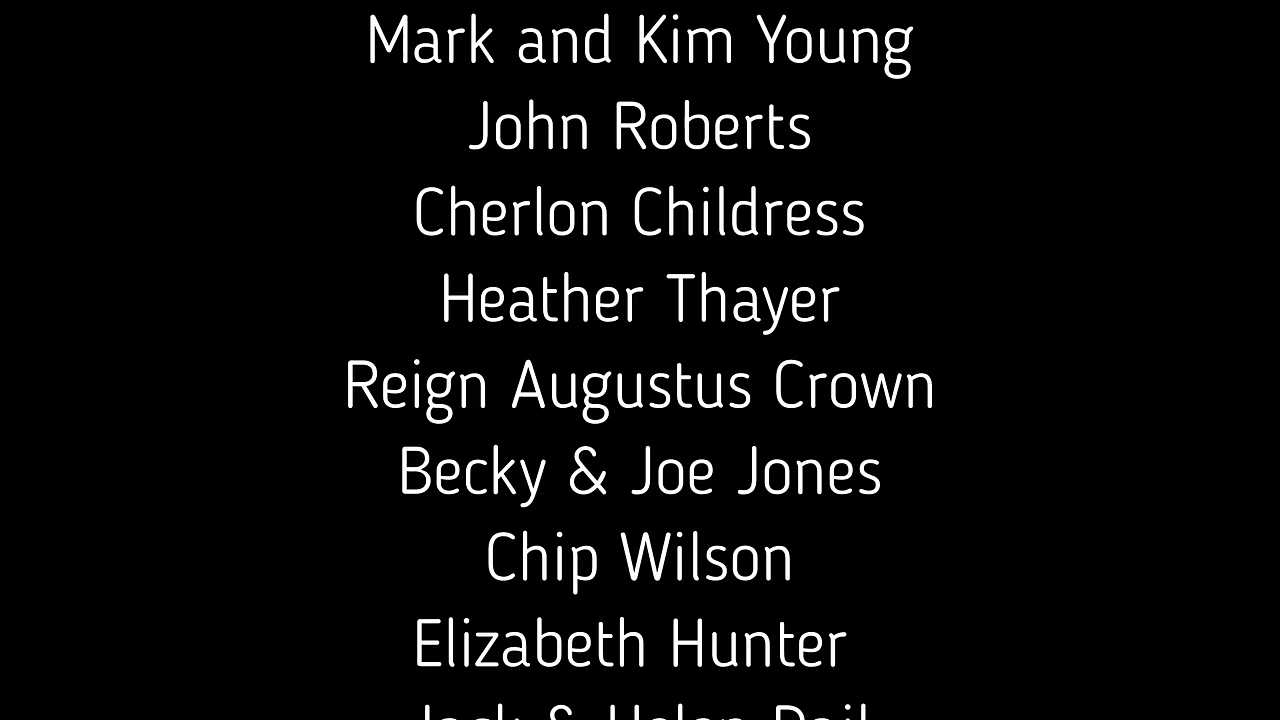 Mark and Kim Young
John Roberts
Cherlon Childress
Heather Thayer
Reign Augustus Crown
Becky & Joe Jones
Chip Wilson
Elizabeth Hunter
& Helen